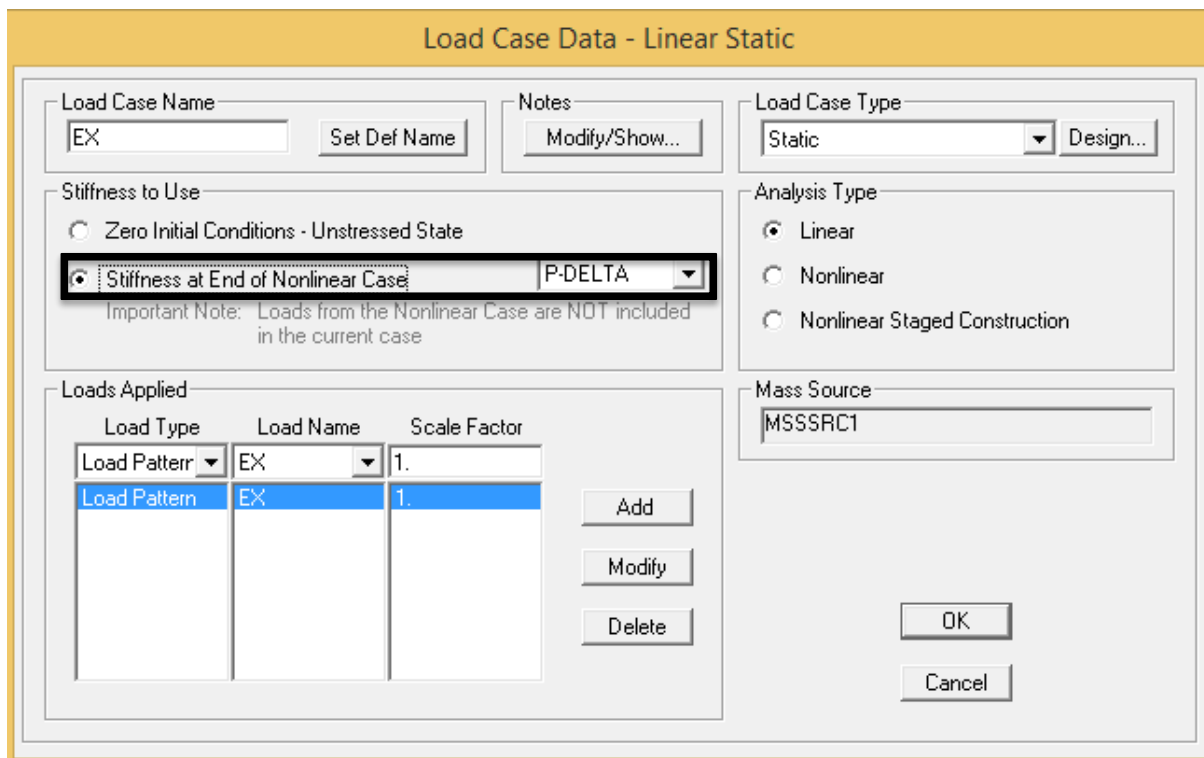 Load Case Data - Linear Static
Load Case Name
EX
Set Def Name
Notes
Modify/Show...
Load Case Type
Static
Design...
Stiffness to Use
Zero Initial Conditions - Unstressed State
Stiffness at End of Nonlinear Case
P-DELTA
Important Note: Loads from the Nonlinear Case are NOT included
in the current case
Analysis Type
Linear
Nonlinear
Nonlinear Staged Construction
Loads Applied
Load Type Load Name Scale Factor
Load Pattern EX 1.
Load Pattern EX 1.
Add
Modify
Delete
Mass Source
MSSSRC1
OK
Cancel